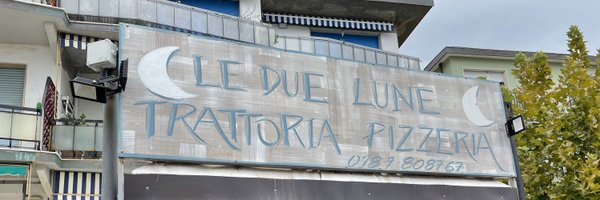 LE DUE LUNE
TRATTORIA PIZZERIA
0187 808767